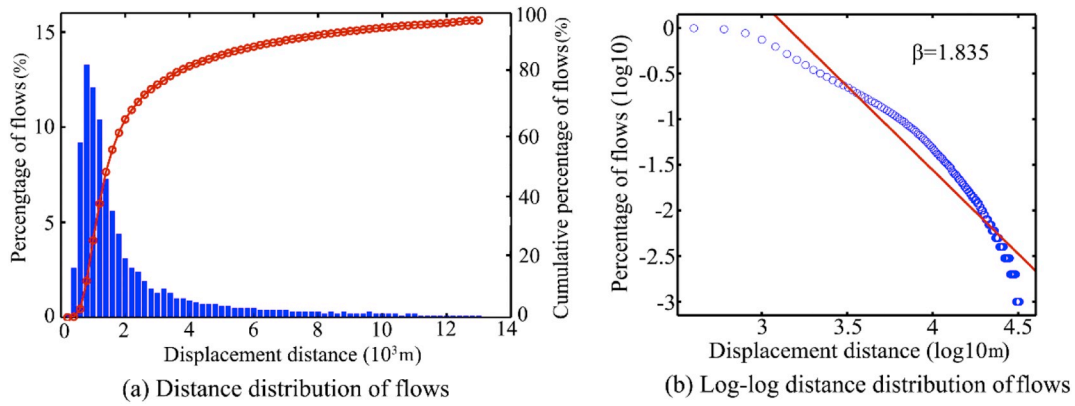 Percengtage of flows (%)
15
10
5
0
100
80
60
40
20
0
Cumulative percentage of flows(%)
0 2 4 6 8 10 12 14
Displacement distance (10³m)
(a) Distance distribution of flows
Percentage of flows (log10)
0
-0.5
-1
-1.5
-2
-2.5
-3
β=1.835
3 3.5 4 4.5
Displacement distance (log10m)
(b) Log-log distance distribution of flows